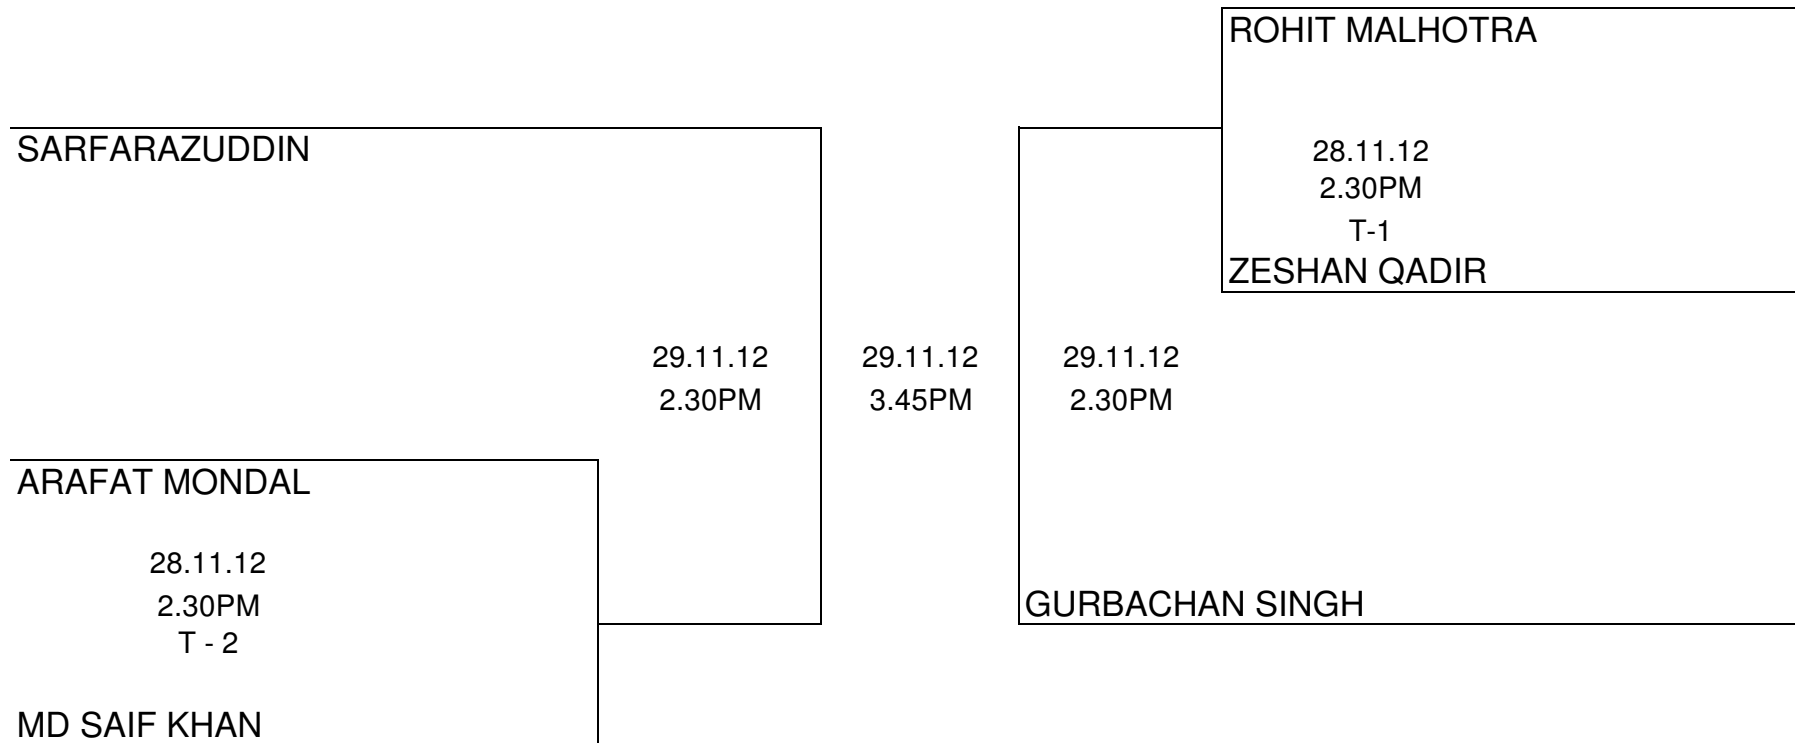 ROHIT MALHOTRA
SARFARAZUDDIN
28.11.12
2.30PM
T-1
ZESHAN QADIR
29.11.12
2.30PM
29.11.12
3.45PM
29.11.12
2.30PM
ARAFAT MONDAL
28.11.12
2.30PM
T - 2
GURBACHAN SINGH
MD SAIF KHAN